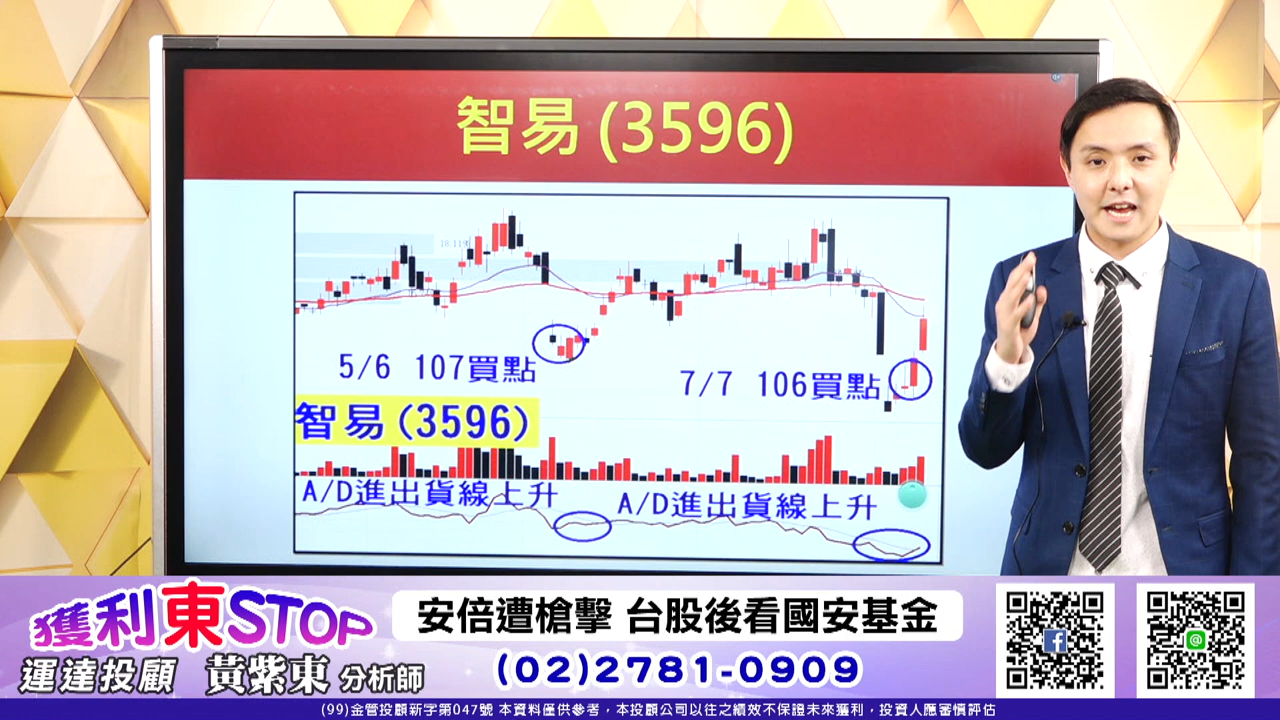 智易 (3596)
18.119
5/6 107買點
7/7 106買點
智易 (3596)
A/D進出貨線上升
A/D進出貨線上升
獲利東STOP
安倍遭槍擊 台股後看國安基金
運達投顧 黃紫東 分析師
(02)2781-0909
(99)金管投顧新字第047號 本資料僅供參考，本投顧公司以往之績效不保證未來獲利，投資人應審慎評估